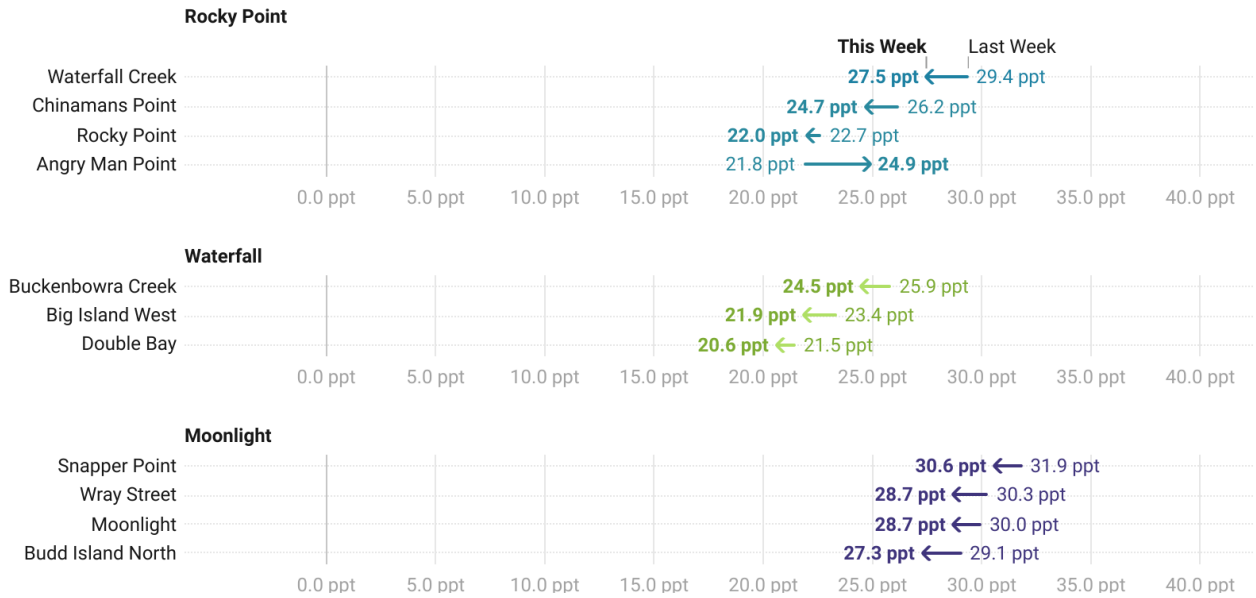 Rocky Point
This Week Last Week
Waterfall Creek 27.5 ppt 29.4 ppt
Chinamans Point 24.7 ppt 26.2 ppt
Rocky Point 22.0 ppt 22.7 ppt
Angry Man Point 21.8 ppt 24.9 ppt
0.0 ppt 5.0 ppt 10.0 ppt 15.0 ppt 20.0 ppt 25.0 ppt 30.0 ppt 35.0 ppt 40.0 ppt
Waterfall
Buckenbowra Creek 24.5 ppt 25.9 ppt
Big Island West 21.9 ppt 23.4 ppt
Double Bay 20.6 ppt 21.5 ppt
0.0 ppt 5.0 ppt 10.0 ppt 15.0 ppt 20.0 ppt 25.0 ppt 30.0 ppt 35.0 ppt 40.0 ppt
Moonlight
Snapper Point 30.6 ppt 31.9 ppt
Wray Street 28.7 ppt 30.3 ppt
Moonlight 28.7 ppt 30.0 ppt
Budd Island North 27.3 ppt 29.1 ppt
0.0 ppt 5.0 ppt 10.0 ppt 15.0 ppt 20.0 ppt 25.0 ppt 30.0 ppt 35.0 ppt 40.0 ppt